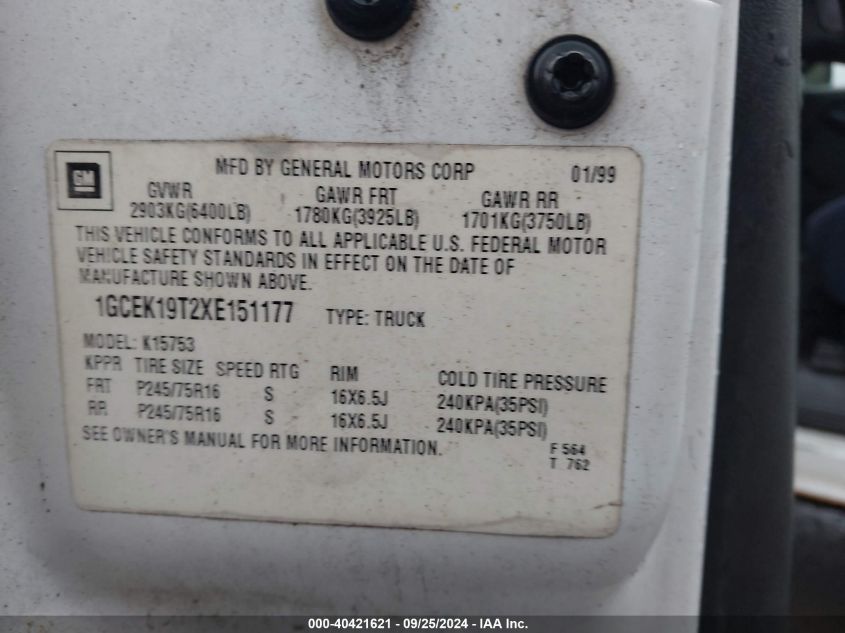 GM
MFD BY GENERAL MOTORS CORP 01/99
GVWR GAWR FRT GAWR RR
2903KG(6400LB) 1780KG(3925LB) 1701KG(3750LB)
THIS VEHICLE CONFORMS TO ALL APPLICABLE U.S. FEDERAL MOTOR
VEHICLE SAFETY STANDARDS IN EFFECT ON THE DATE OF
MANUFACTURE SHOWN ABOVE.
1GCEK19T2XE151177 TYPE: TRUCK
MODEL: K15753
KPPR TIRE SIZE SPEED RTG RIM COLD TIRE PRESSURE
FRT P245/75R16 S 16X6.5J 240KPA(35PSI)
RR P245/75R16 S 16X6.5J 240KPA(35PSI)
SEE OWNER'S MANUAL FOR MORE INFORMATION.
F 564
T 762
000-40421621 - 09/25/2024 - IAA Inc.